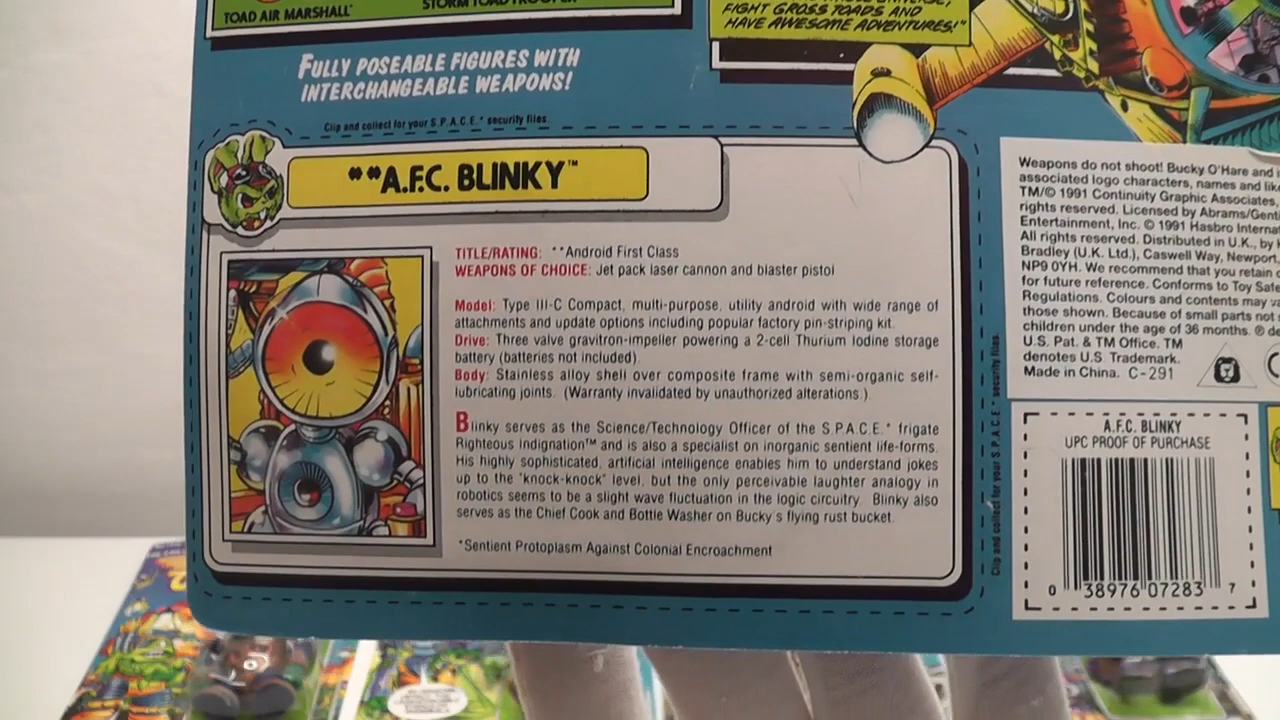 TOAD AIR MARSHALL
STORM TOAD TROOPER
FIGHT GROSS TOADS AND
HAVE AWESOME ADVENTURES!"
FULLY POSEABLE FIGURES WITH
INTERCHANGEABLE WEAPONS!
Clip and collect for your S.P.A.C.E.* security files.
**A.F.C. BLINKY™
TITLE/RATING: **Android First Class
WEAPONS OF CHOICE: Jet pack laser cannon and blaster pistol
Model: Type III-C Compact, multi-purpose, utility android with wide range of
attachments and update options including popular factory pin-striping kit.
Drive: Three valve gravitron-impeller powering a 2-cell Thurium Iodine storage
battery (batteries not included).
Body: Stainless alloy shell over composite frame with semi-organic self-
lubricating joints. (Warranty invalidated by unauthorized alterations.).
Blinky serves as the Science/Technology Officer of the S.P.A.C.E.* frigate
Righteous Indignation™ and is also a specialist on inorganic sentient life-forms.
His highly sophisticated, artificial intelligence enables him to understand jokes
up to the "knock-knock" level, but the only perceivable laughter analogy in
robotics seems to be a slight wave fluctuation in the logic circuitry. Blinky also
serves as the Chief Cook and Bottle Washer on Bucky's flying rust bucket.
*Sentient Protoplasm Against Colonial Encroachment
Clip and collect for your S.P.A.C.E.* security files.
Weapons do not shoot! Bucky O'Hare and
associated logo characters, names and
TM/© 1991 Continuity Graphic Associates,
rights reserved. Licensed by
Entertainment, Inc. © 1991 Hasbro
All rights reserved. Distributed in U.K., by
Bradley (U.K. Ltd.), Caswell Way, Newport,
NP9 0YH. We recommend that you retain
for future reference. Conforms to Toy
Regulations. Colours and contents may
those shown. Because of small parts not
children under the age of 36 months. ®
U.S. Pat. & TM Office. TM
denotes U.S. Trademark.
Made in China. C-291
A.F.C. BLINKY
UPC PROOF OF PURCHASE
0 38976 07283 7